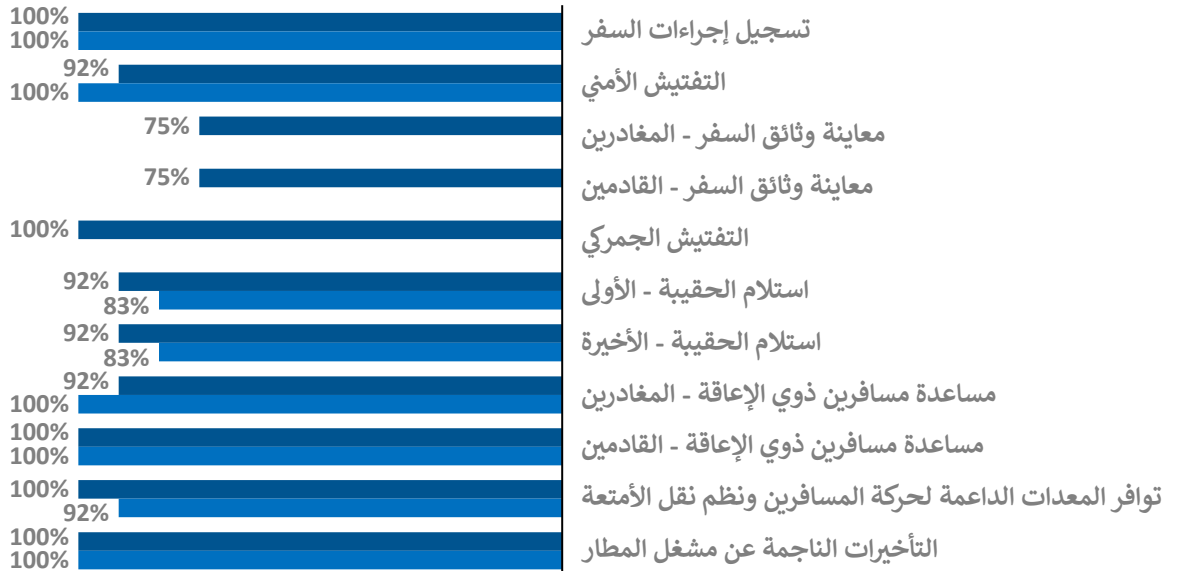 تسجيل إجراءات السفر
100%
100%
التفتيش الأمني
92%
100%
معاينة وثائق السفر - المغادرين
75%
معاينة وثائق السفر - القادمين
75%
التفتيش الجمركي
100%
استلام الحقيبة - الأولى
92%
83%
استلام الحقيبة - الأخيرة
92%
83%
مساعدة مسافرين ذوي الإعاقة - المغادرين
92%
100%
مساعدة مسافرين ذوي الإعاقة - القادمين
100%
100%
توافر المعدات الداعمة لحركة المسافرين ونظم نقل الأمتعة
100%
92%
التأخيرات الناجمة عن مشغل المطار
100%
100%